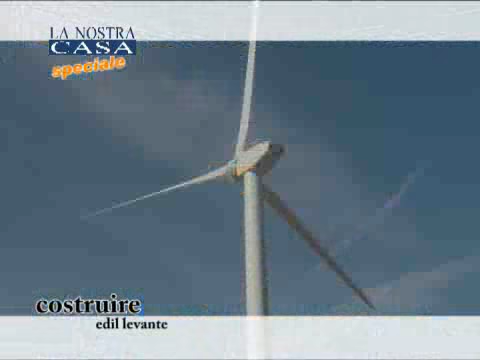 LA NOSTRA
CASA
speciale
costruire
edil levante